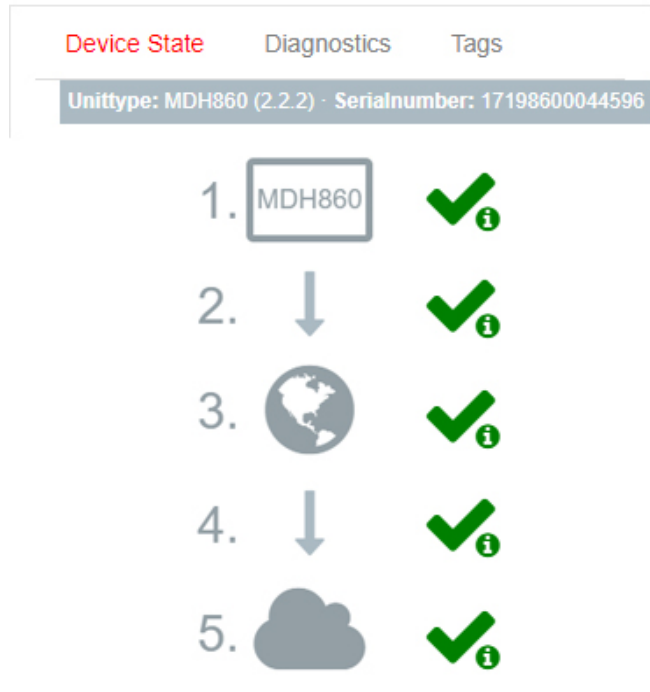 Device State Diagnostics Tags
Unittype: MDH860 (2.2.2) · Serialnumber: 17198600044596
1. MDH860
2.
3.
4.
5.